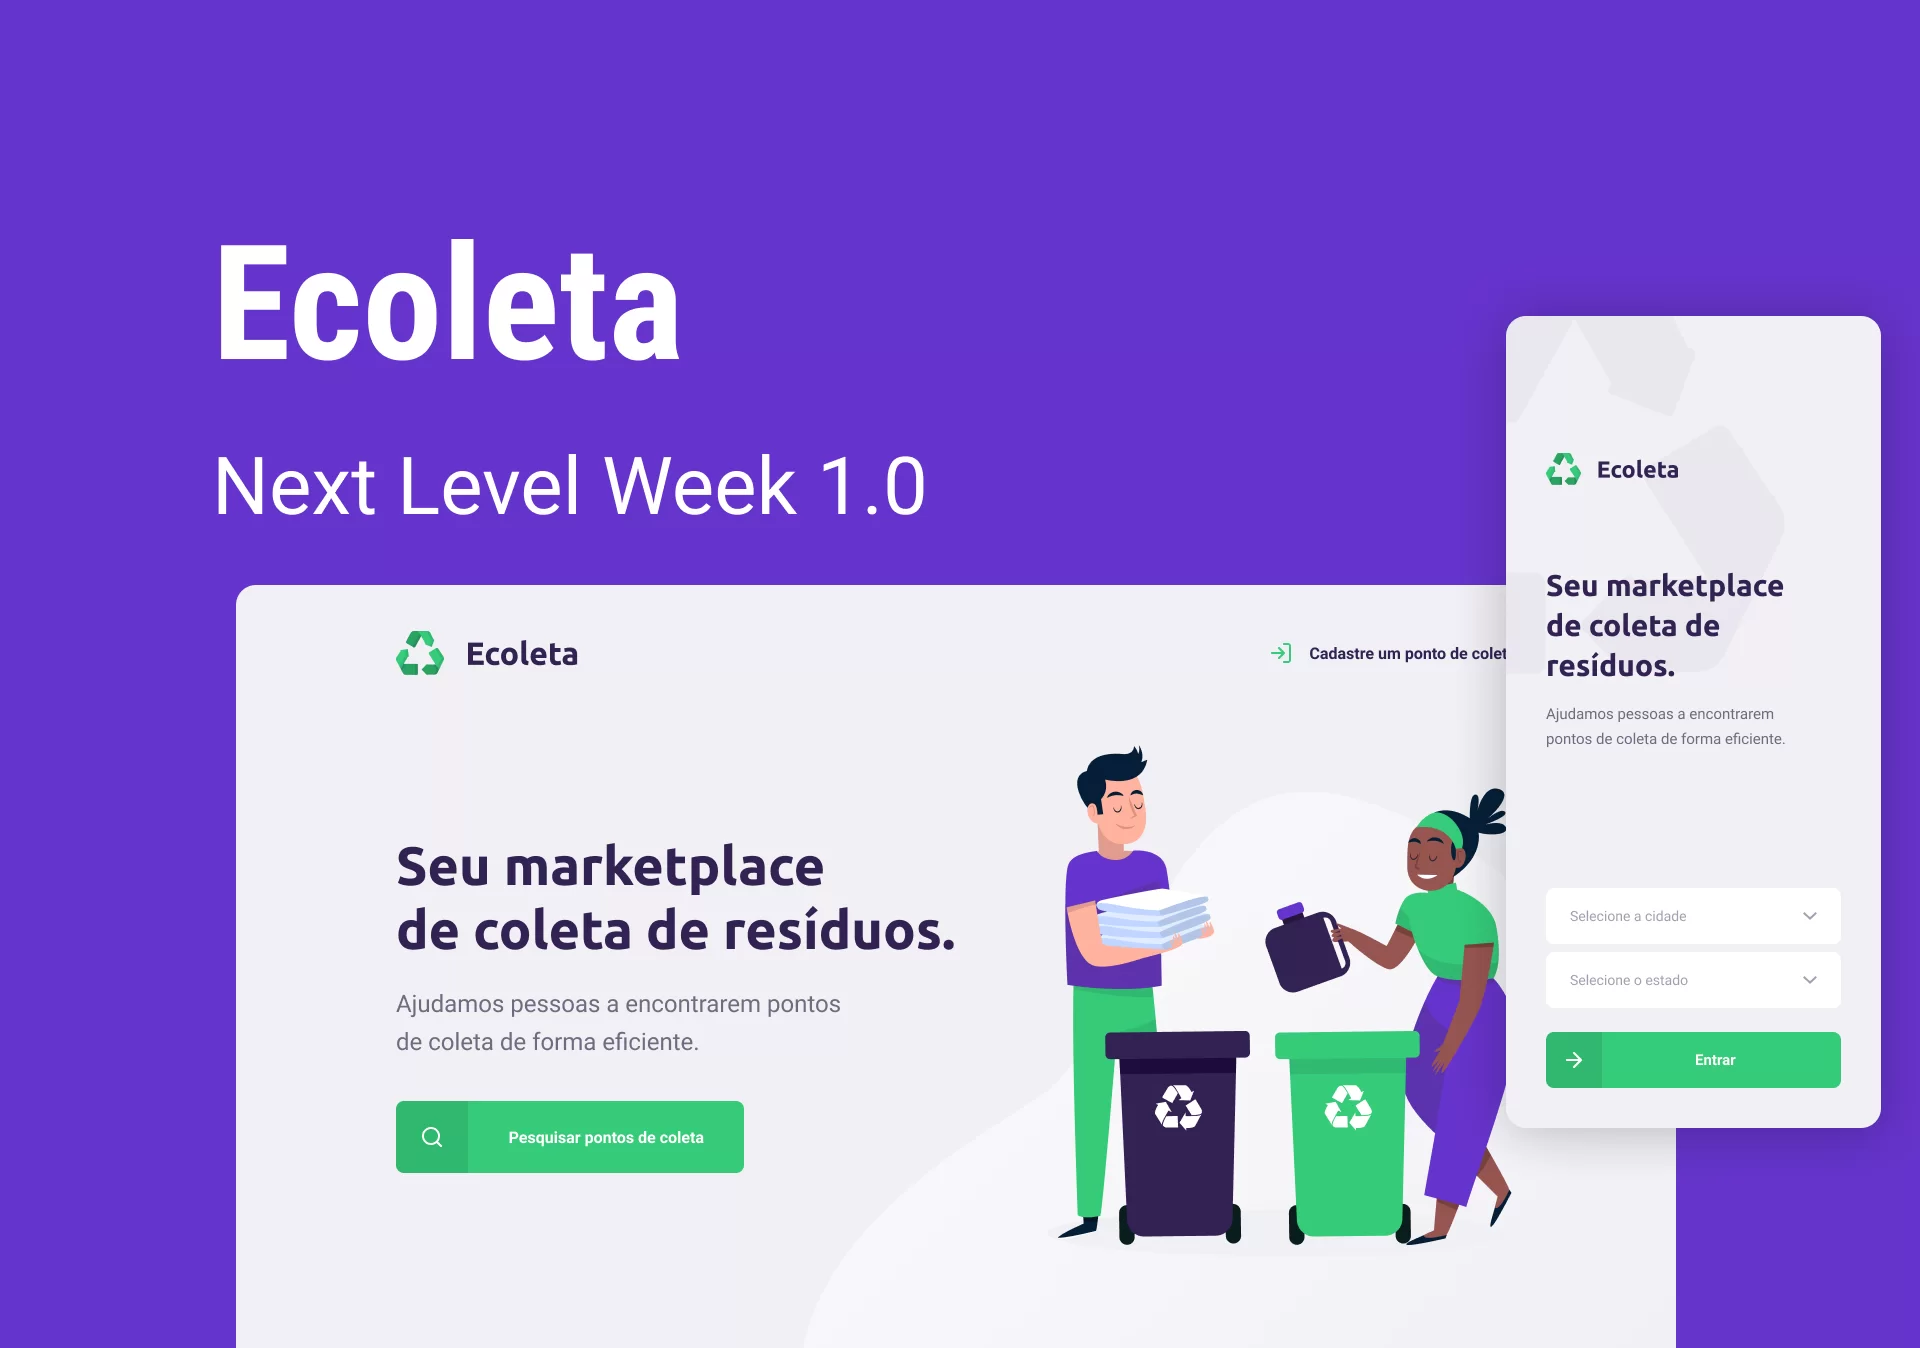 Ecoleta
Next Level Week 1.0
Ecoleta
Cadastre um ponto de
Seu marketplace
de coleta de resíduos.
Ajudamos pessoas a encontrarem pontos
de coleta de forma eficiente.
Pesquisar pontos de coleta
Ecoleta
Seu marketplace
de coleta de
resíduos.
Ajudamos pessoas a encontrarem
pontos de coleta de forma eficiente.
Selecione a cidade
Selecione o estado
Entrar